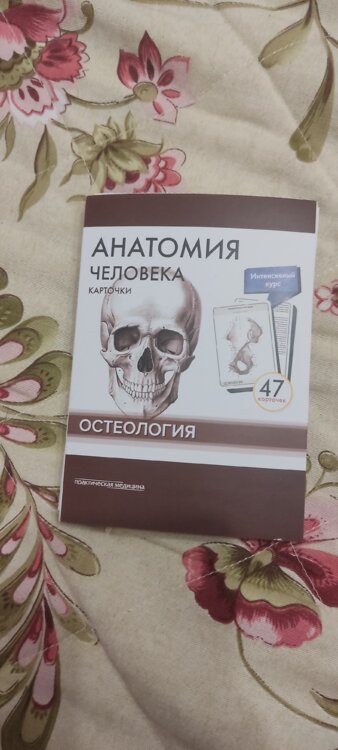 АНАТОМИЯ
ЧЕЛОВЕКА
КАРТОЧКИ
Интенсивный
курс
47
карточек
ОСТЕОЛОГИЯ
практическая медицина